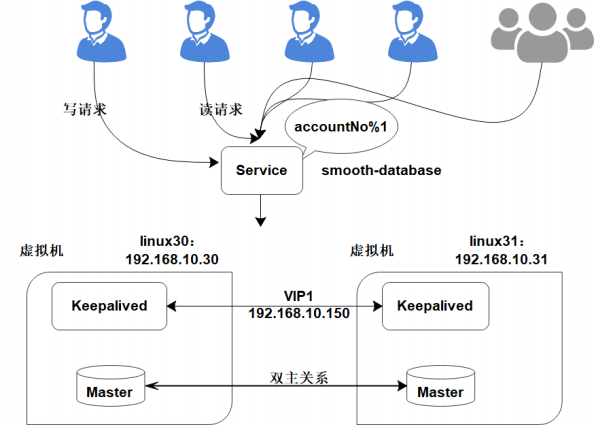 写请求
读请求
accountNo%1
Service
smooth-database
虚拟机
linux30：
192.168.10.30
虚拟机
linux31：
192.168.10.31
Keepalived
VIP1
192.168.10.150
Keepalived
Master
双主关系
Master